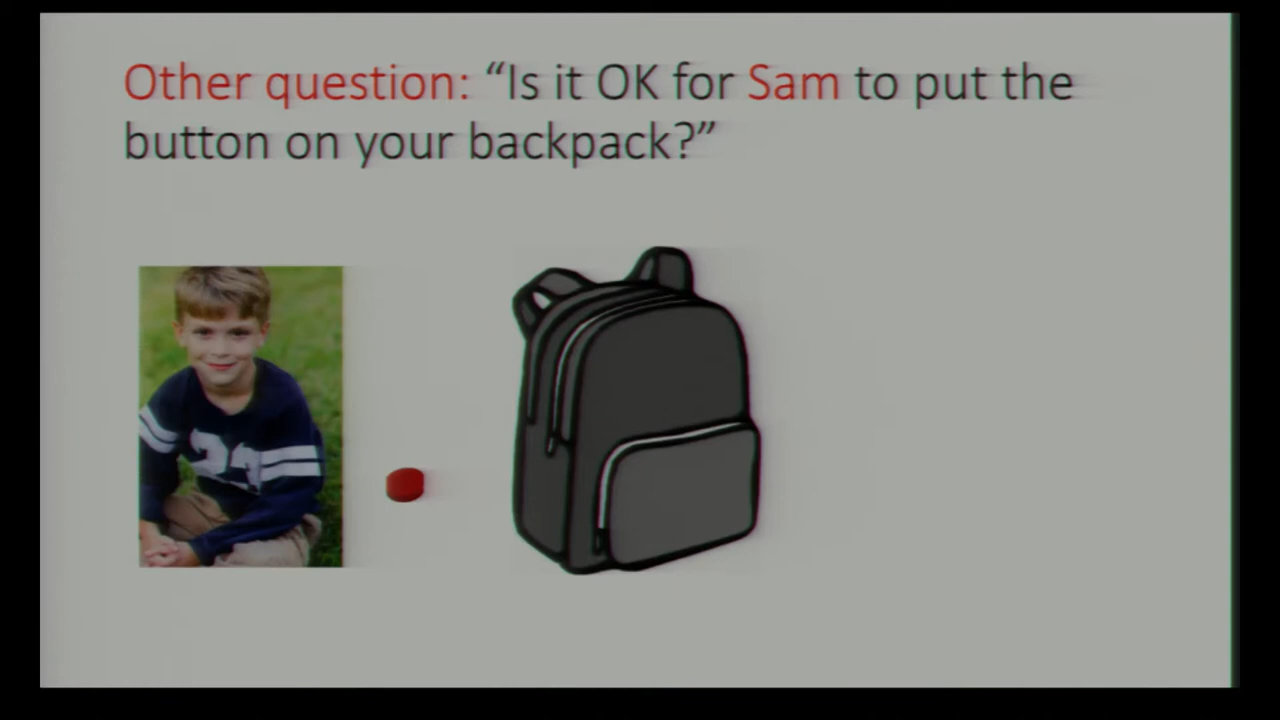 Other question: “Is it OK for Sam to put the
button on your backpack?”